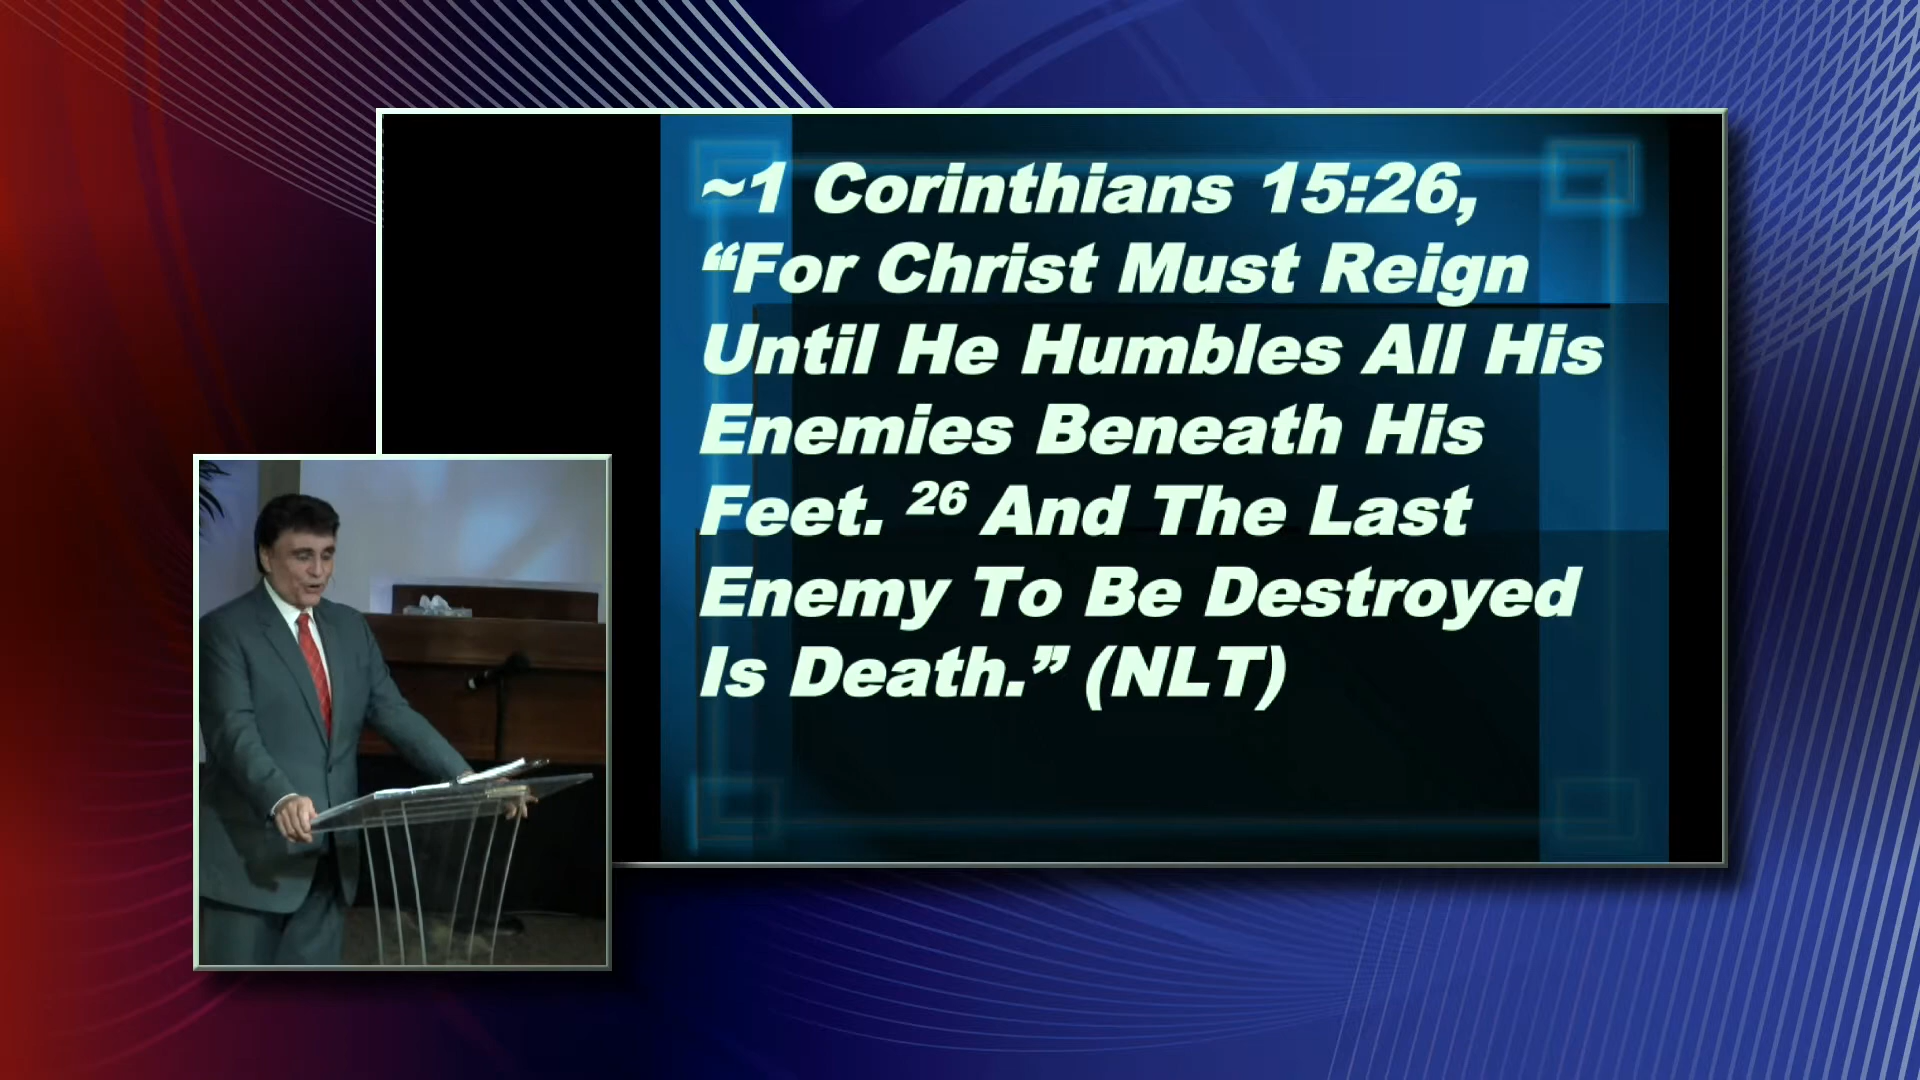 ~1 Corinthians 15:26,
“For Christ Must Reign
Until He Humbles All His
Enemies Beneath His
Feet. 26 And The Last
Enemy To Be Destroyed
Is Death.” (NLT)